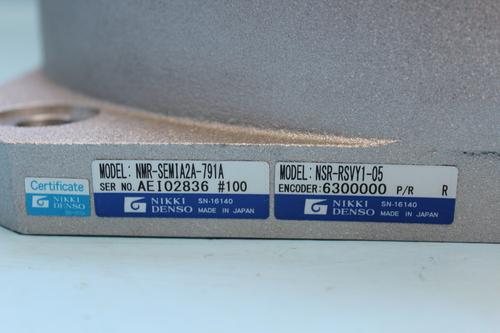 Certificate
NIKKI
DENSO
MODEL: NMR-SEMIA2A-791A
SER NO. AEI02836 #100
NIKKI
DENSO
SN-16140
MADE IN JAPAN
MODEL: NSR-RSVY1-05
ENCODER:6300000 P/R R
NIKKI
DENSO
SN-16140
MADE IN JAPAN